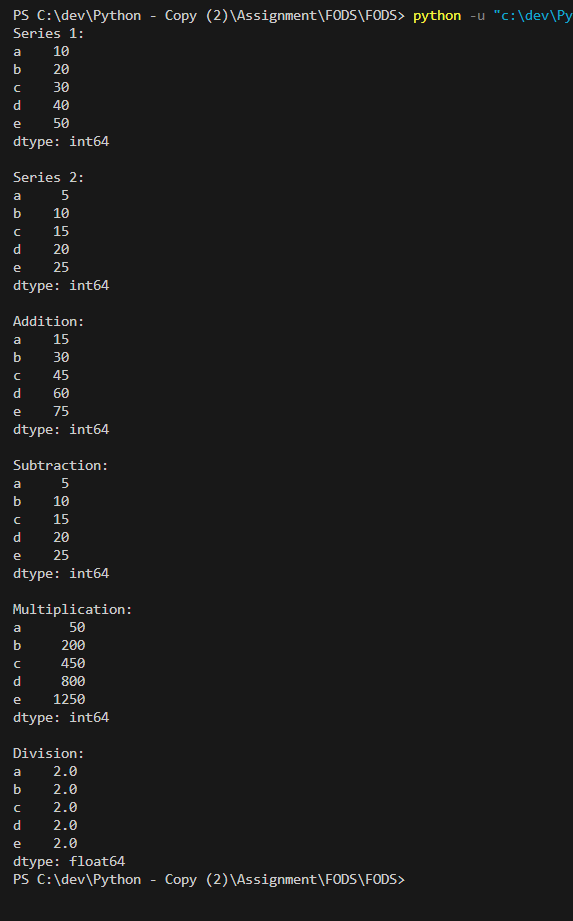 PS C:\dev\Python - Copy (2)\Assignment\FODS\FODS> python -u "c:\dev\Py
Series 1:
a    10
b    20
c    30
d    40
e    50
dtype: int64

Series 2:
a     5
b    10
c    15
d    20
e    25
dtype: int64

Addition:
a    15
b    30
c    45
d    60
e    75
dtype: int64

Subtraction:
a     5
b    10
c    15
d    20
e    25
dtype: int64

Multiplication:
a      50
b     200
c     450
d     800
e    1250
dtype: int64

Division:
a    2.0
b    2.0
c    2.0
d    2.0
e    2.0
dtype: float64
PS C:\dev\Python - Copy (2)\Assignment\FODS\FODS>